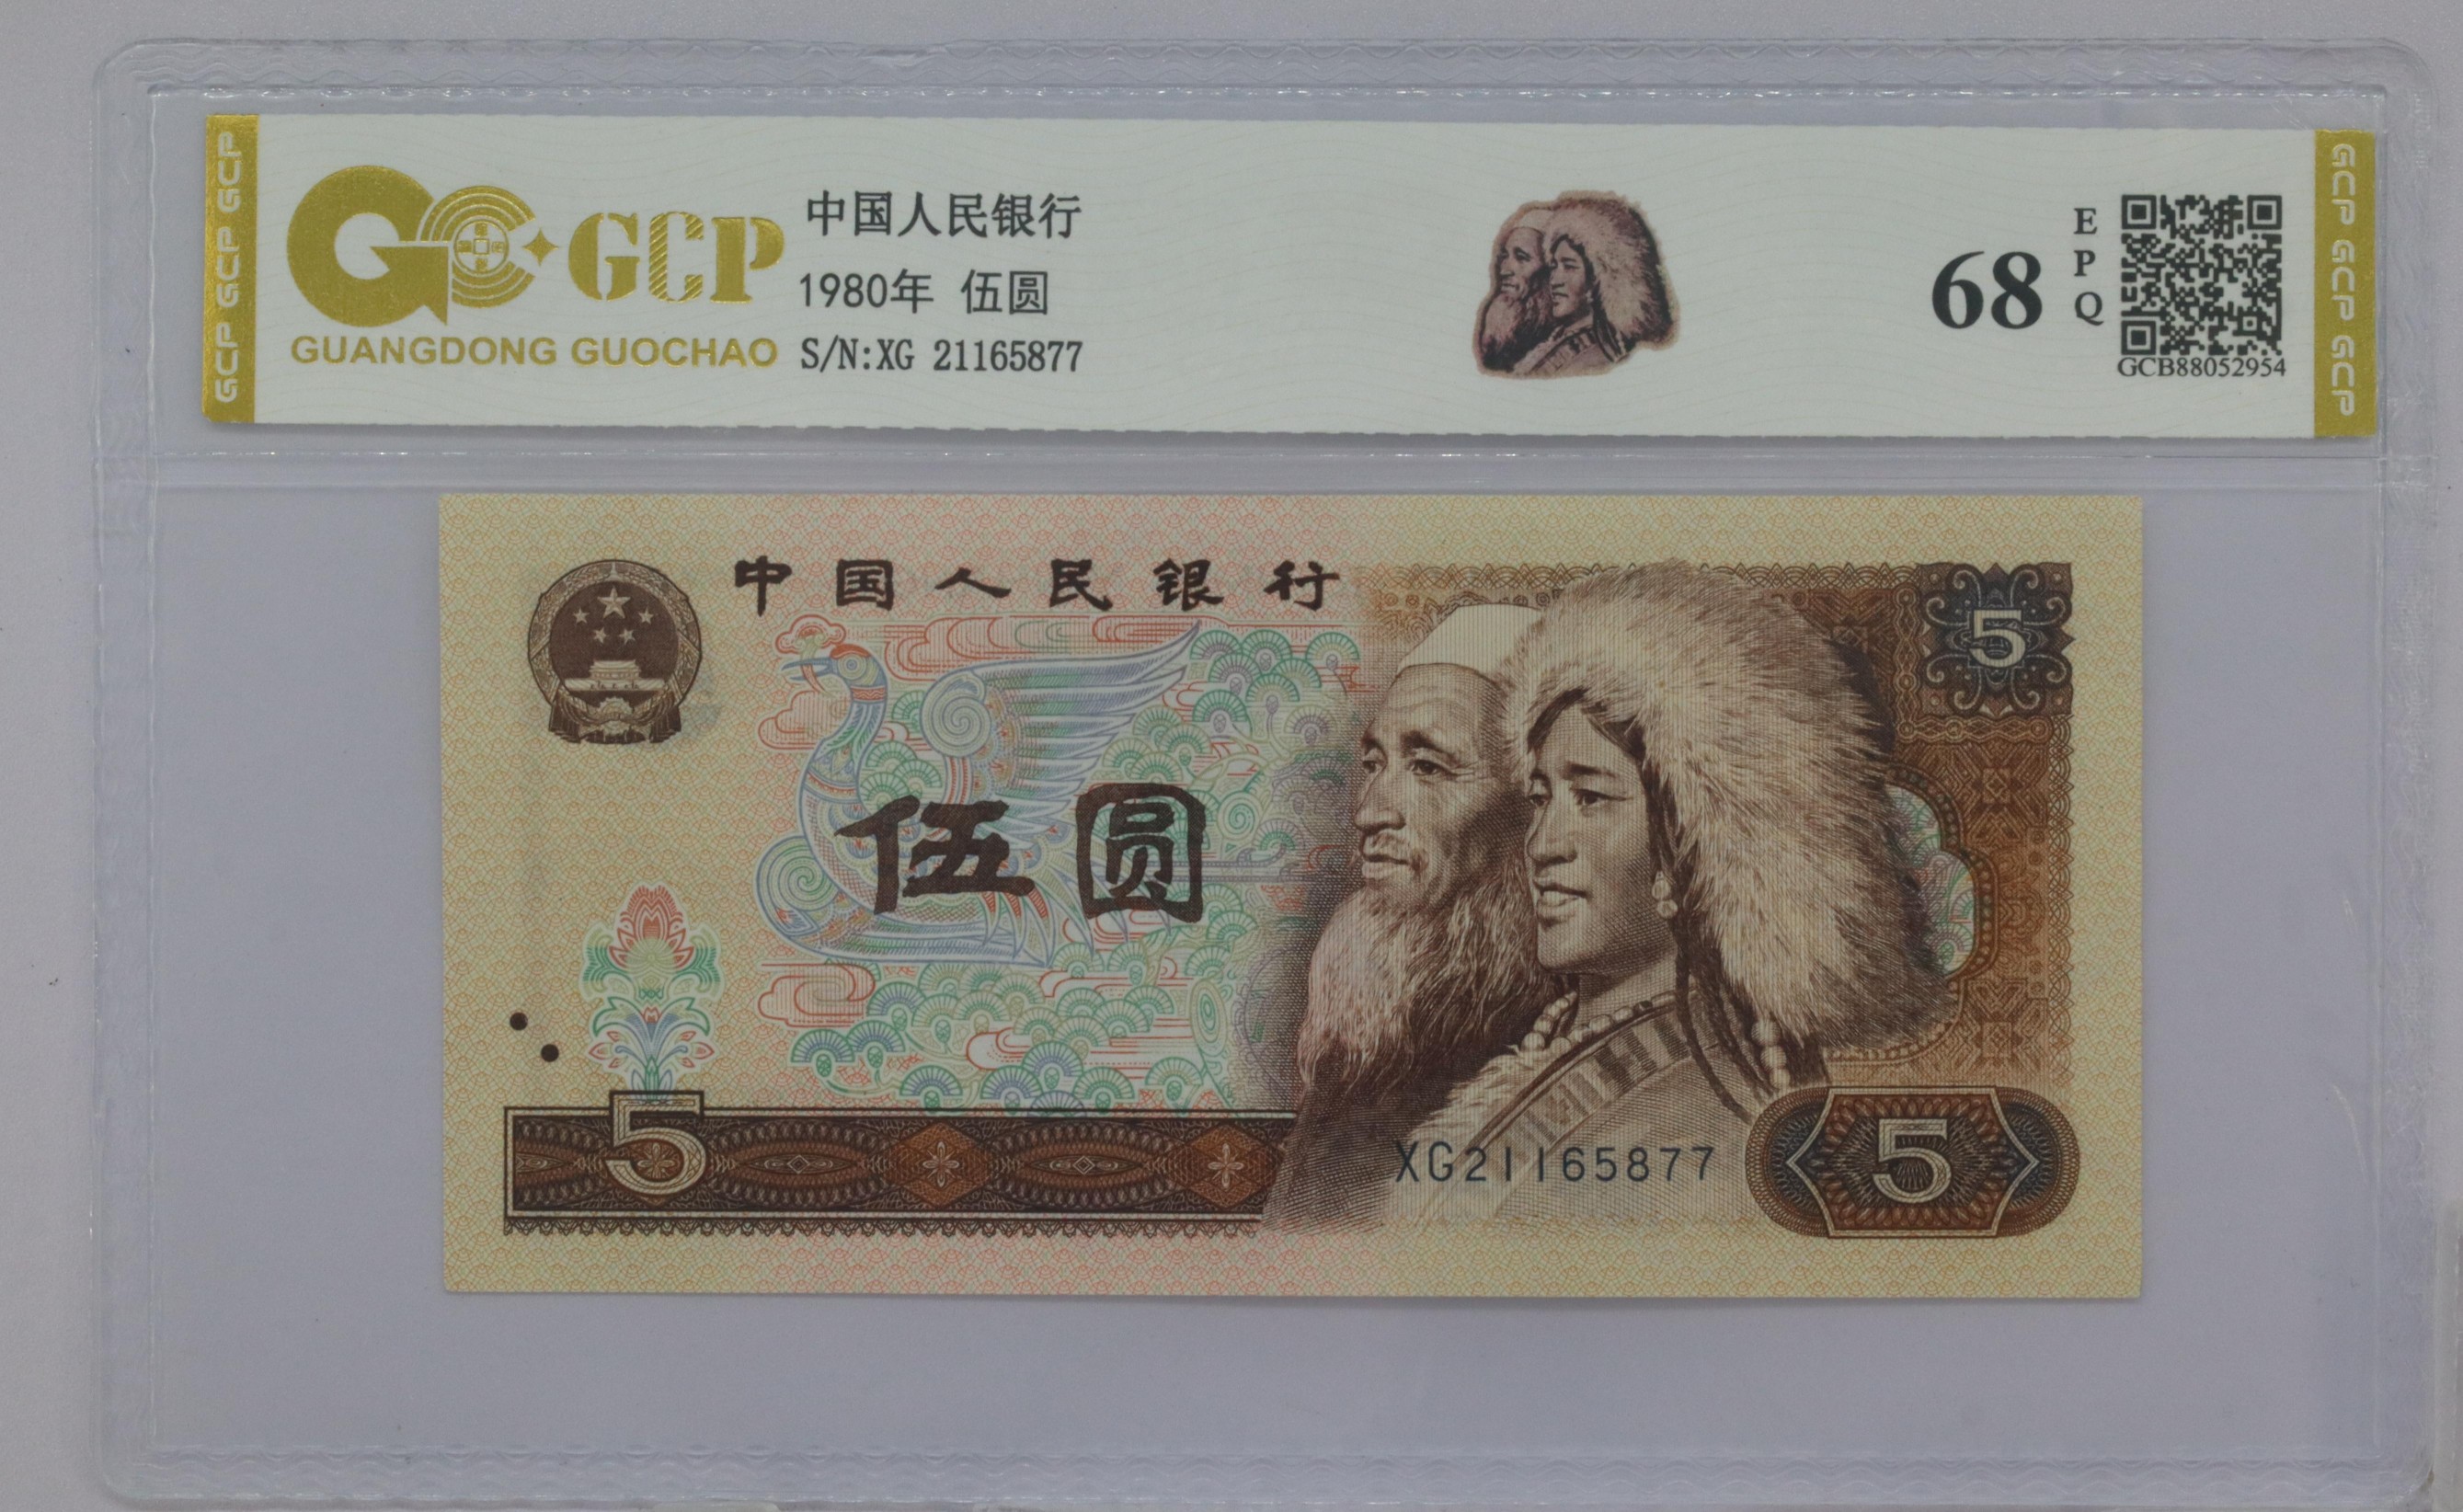 GCP GCP GCP
GCP
GUANGDONG GUOCHAO
中国人民银行
1980年 伍圆
S/N:XG 21165877
68
E
P
Q
GCB88052954
GCP GCP GCP
中国人民银行
5
伍圆
5
XG21165877
5